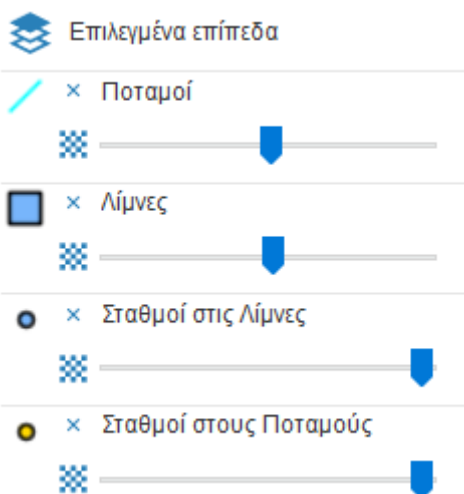 Επιλεγμένα επίπεδα
Ποταμοί
Λίμνες
Σταθμοί στις Λίμνες
Σταθμοί στους Ποταμούς